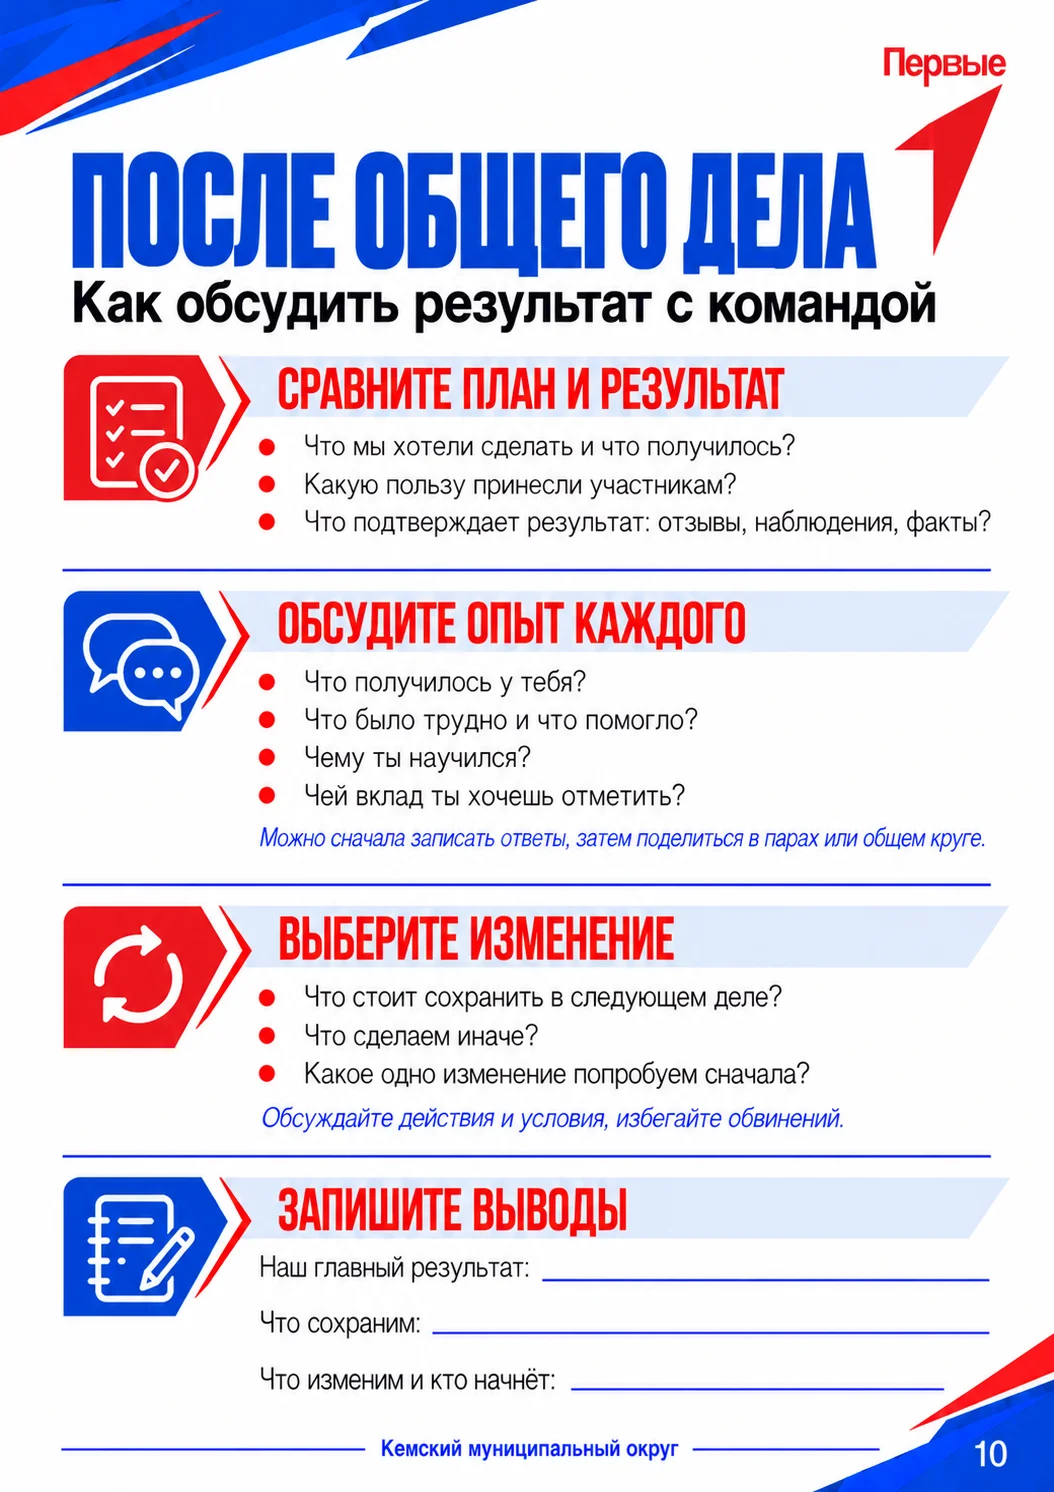 Первые
ПОСЛЕ ОБЩЕГО ДЕЛА
Как обсудить результат с командой
СРАВНИТЕ ПЛАН И РЕЗУЛЬТАТ
Что мы хотели сделать и что получилось?
Какую пользу принесли участникам?
Что подтверждает результат: отзывы, наблюдения, факты?
ОБСУДИТЕ ОПЫТ КАЖДОГО
Что получилось у тебя?
Что было трудно и что помогло?
Чему ты научился?
Чей вклад ты хочешь отметить?
Можно сначала записать ответы, затем поделиться в парах или общем круге.
ВЫБЕРИТЕ ИЗМЕНЕНИЕ
Что стоит сохранить в следующем деле?
Что сделаем иначе?
Какое одно изменение попробуем сначала?
Обсуждайте действия и условия, избегайте обвинений.
ЗАПИШИТЕ ВЫВОДЫ
Наш главный результат:
Что сохраним:
Что изменим и кто начнёт:
Кемский муниципальный округ
10